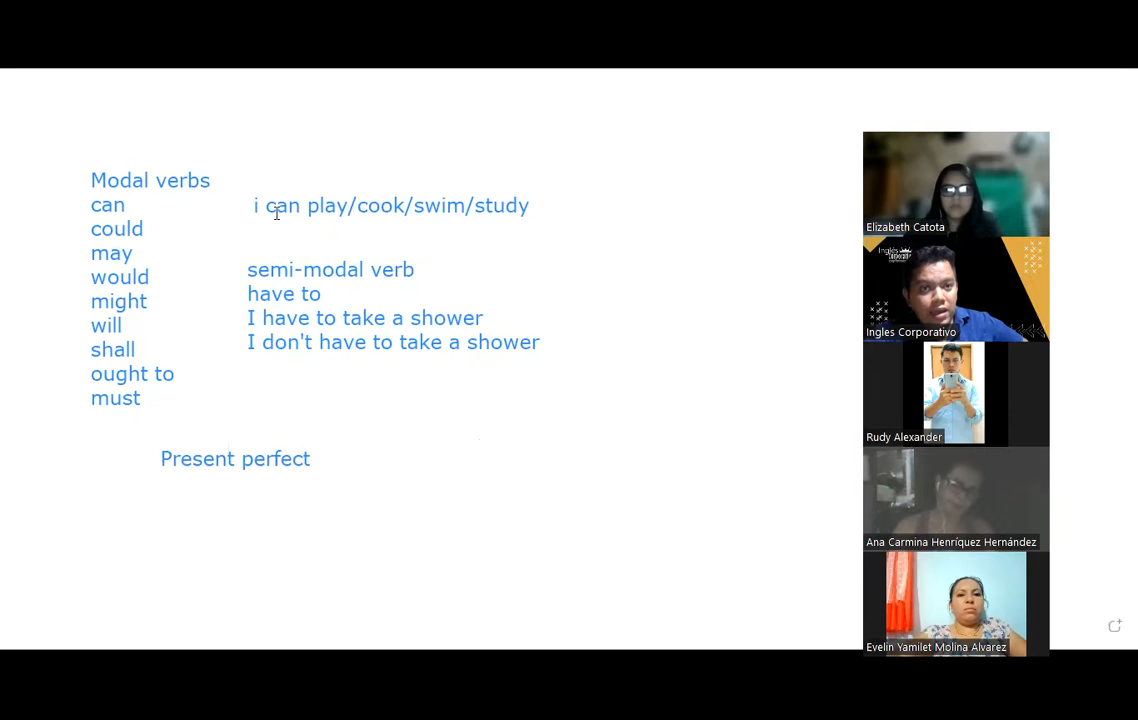 Modal verbs
can
could
may
would
might
will
shall
ought to
must
i can play/cook/swim/study
semi-modal verb
have to
I have to take a shower
I don't have to take a shower
Present perfect
Elizabeth Catota
Inglés
Ingles Corporativo
Rudy Alexander
Ana Carmina Henríquez Hernández
Evelin Yamilet Molina Alvarez